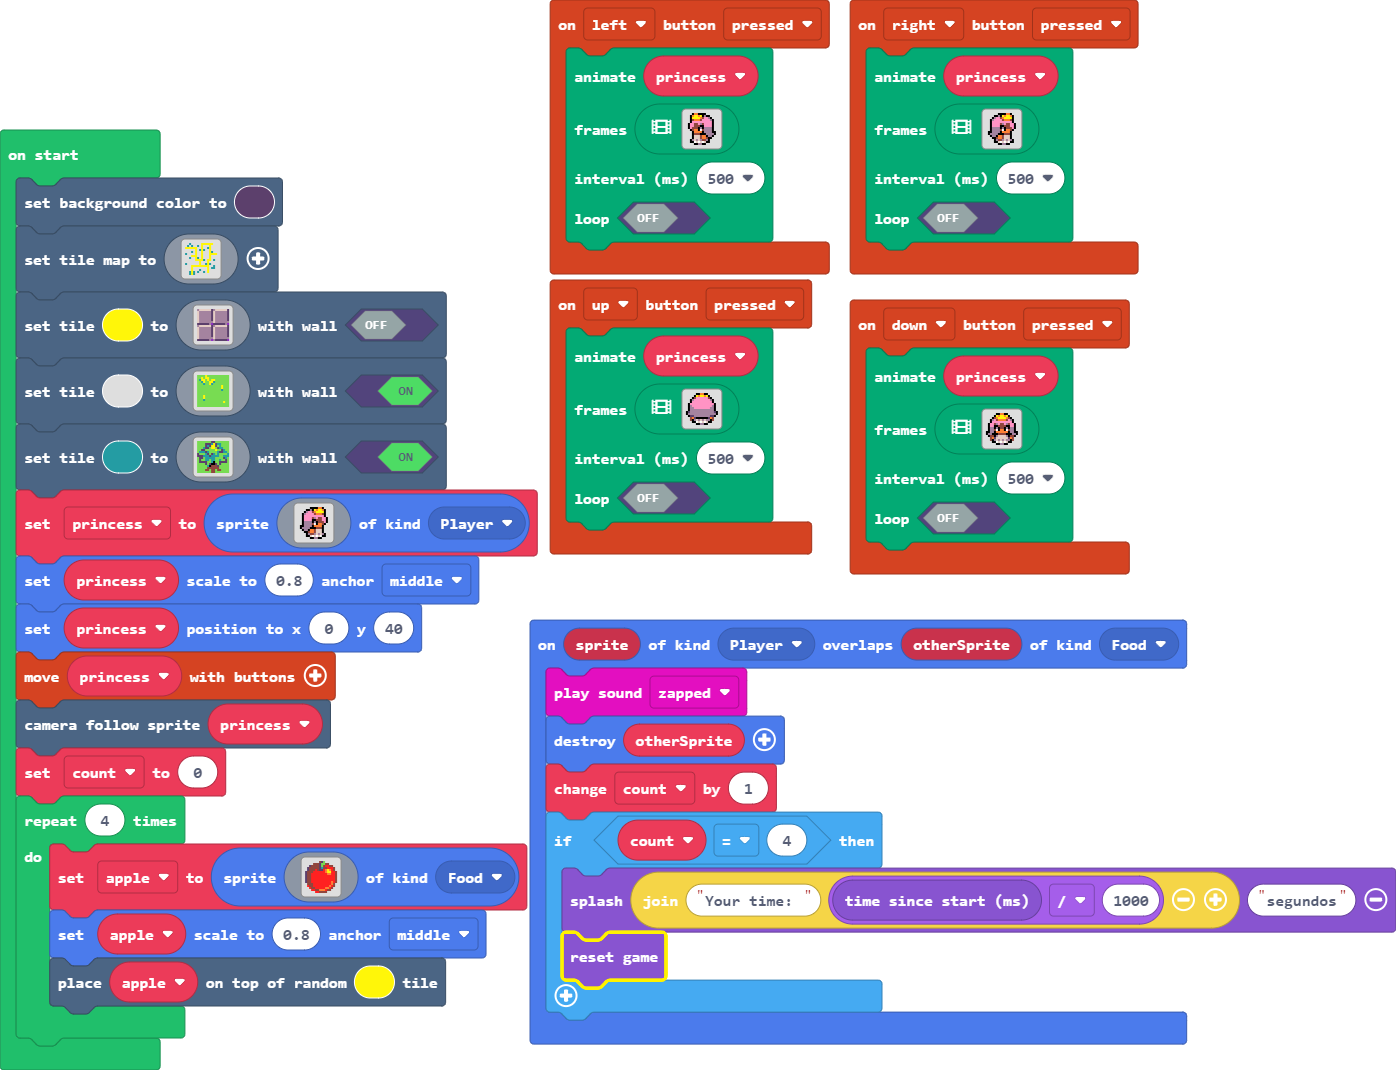 on start
set background color to
set tile map to
set tile to with wall OFF
set tile to with wall ON
set tile to with wall ON
set princess to sprite of kind Player
set princess scale to 0.8 anchor middle
set princess position to x 0 y 40
move princess with buttons
camera follow sprite princess
set count to 0
repeat 4 times
do
set apple to sprite of kind Food
set apple scale to 0.8 anchor middle
place apple on top of random tile
on left button pressed
animate princess
frames
interval (ms) 500
loop OFF
on right button pressed
animate princess
frames
interval (ms) 500
loop OFF
on up button pressed
animate princess
frames
interval (ms) 500
loop OFF
on down button pressed
animate princess
frames
interval (ms) 500
loop OFF
on sprite of kind Player overlaps otherSprite of kind Food
play sound zapped
destroy otherSprite
change count by 1
if count = 4 then
splash join "Your time: " time since start (ms) / 1000 "segundos"
reset game